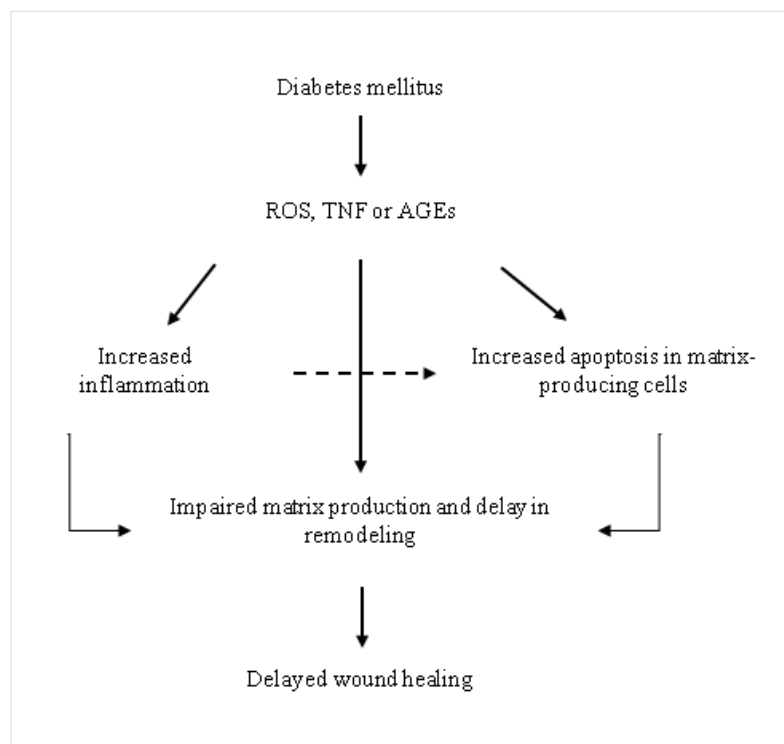 Diabetes mellitus
ROS, TNF or AGEs
Increased
inflammation
Increased apoptosis in matrix-
producing cells
Impaired matrix production and delay in
remodeling
Delayed wound healing